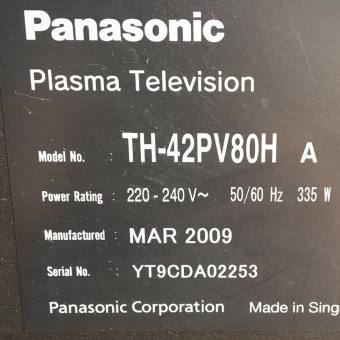 Panasonic
Plasma Television
Model No. : TH-42PV80H A
Power Rating : 220 - 240 V~ 50/60 Hz 335 W
Manufactured : MAR 2009
Serial No. : YT9CDA02253
Panasonic Corporation Made in Sing